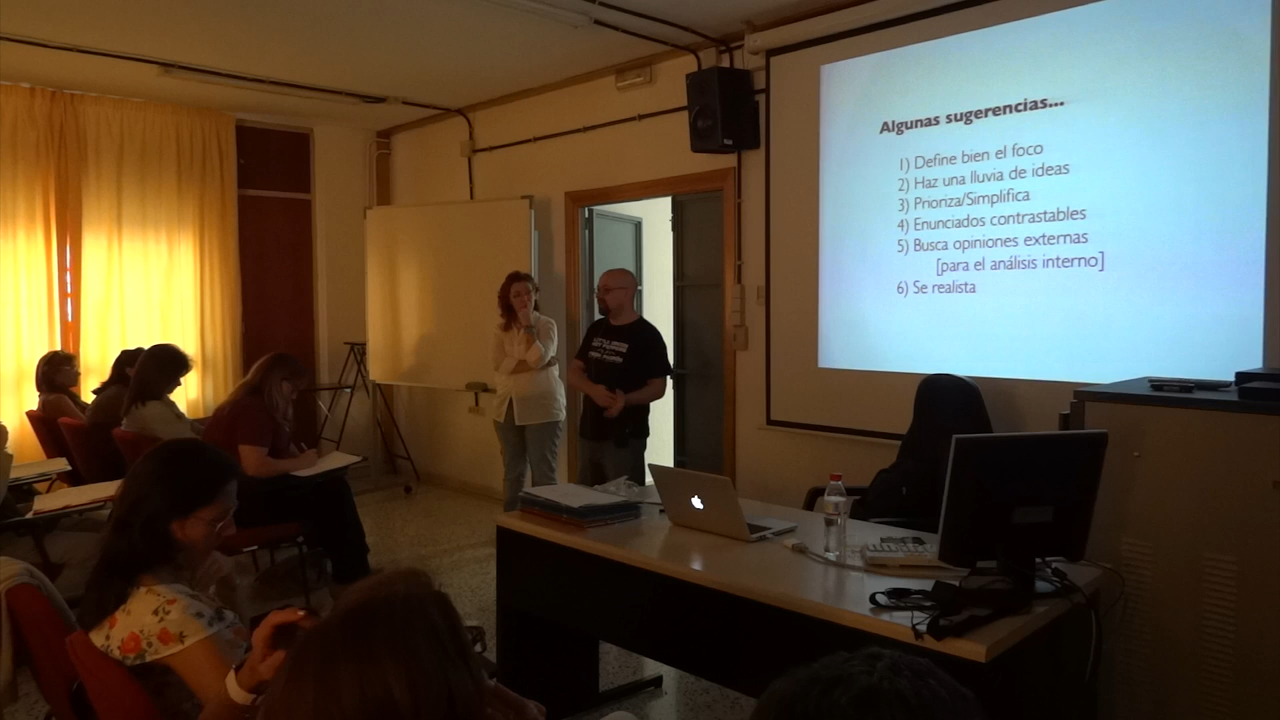 Algunas sugerencias...
1) Define bien el foco
2) Haz una lluvia de ideas
3) Prioriza/Simplifica
4) Enunciados contrastables
5) Busca opiniones externas
[para el análisis interno]
6) Se realista